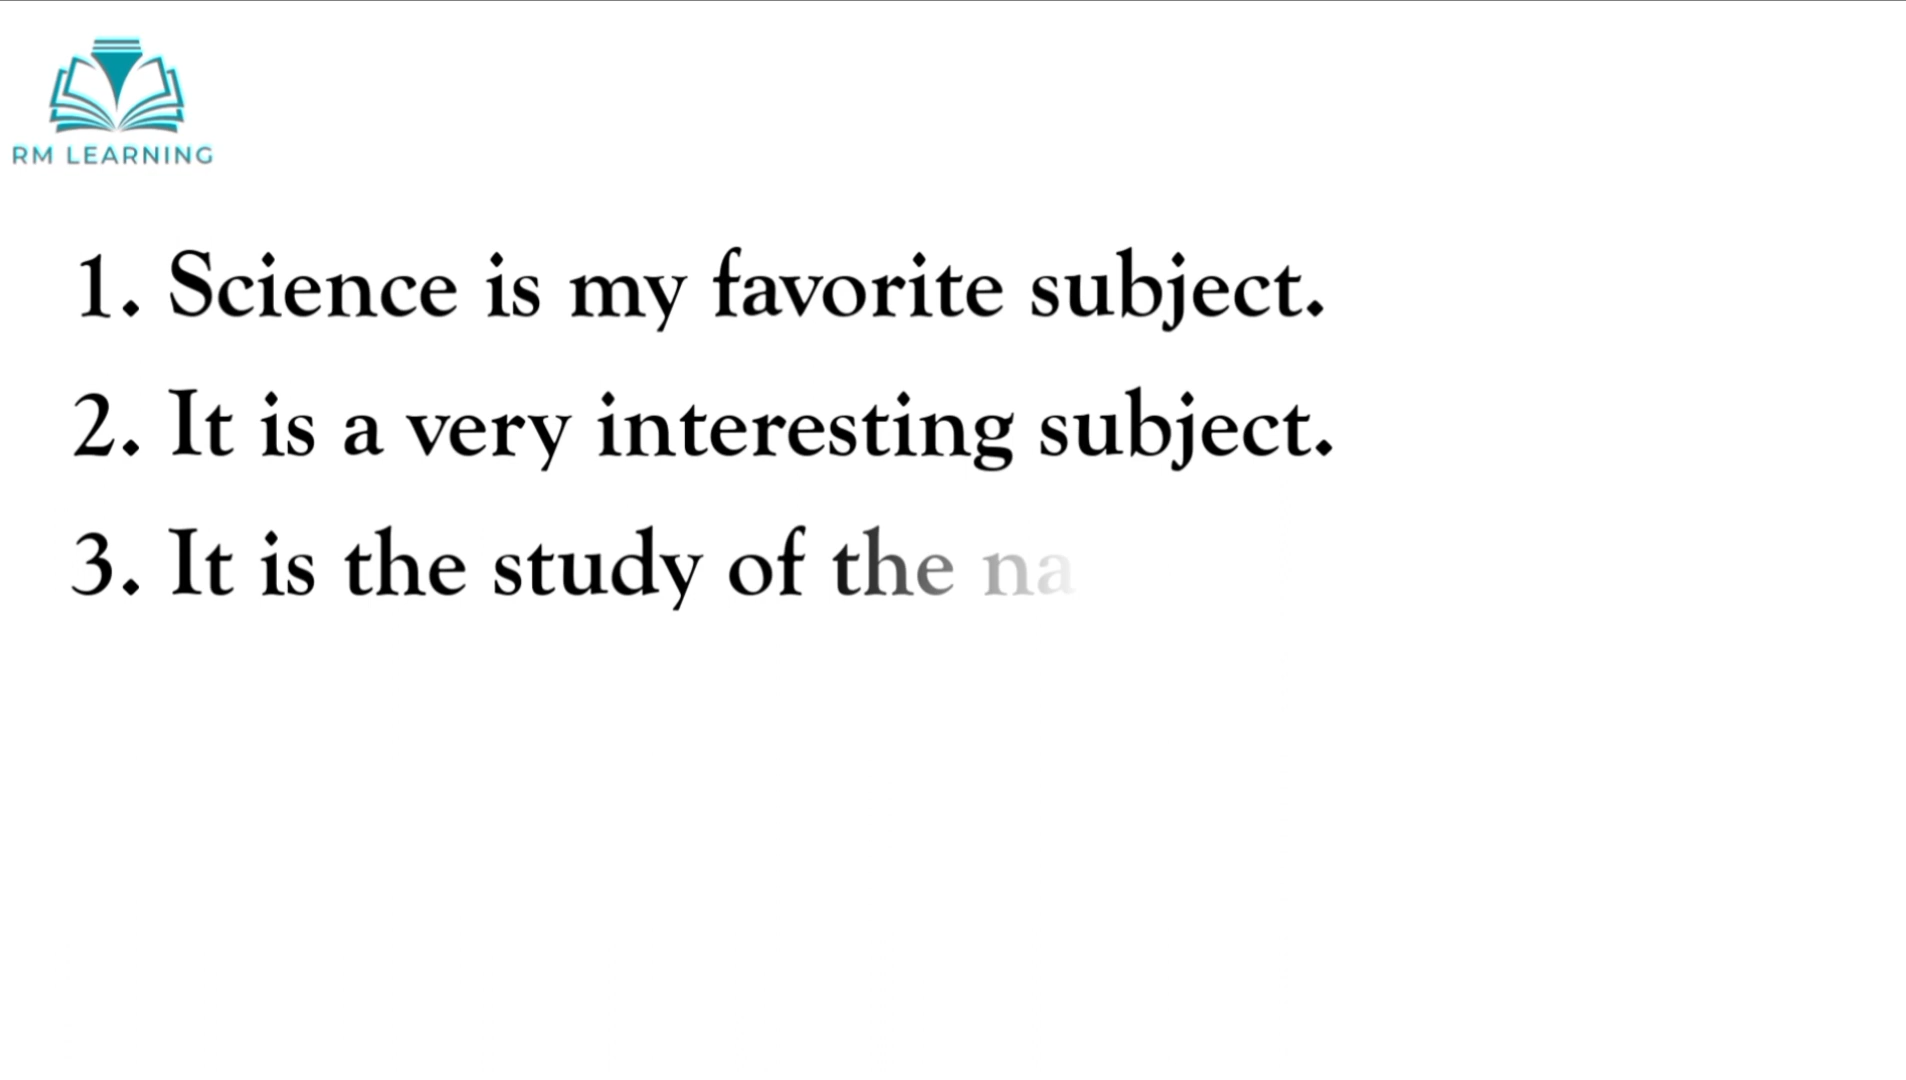 RM LEARNING
1. Science is my favorite subject.
2. It is a very interesting subject.
3. It is the study of the na